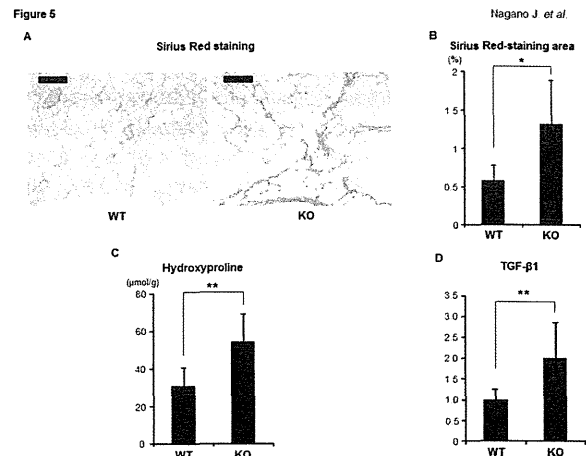 Figure 5
Nagano J. et al.
A
Sirius Red staining
WT
KO
B
Sirius Red-staining area
(%)
2
1.5
1
0.5
0
*
WT
KO
C
Hydroxyproline
(μmol/g)
80
60
40
20
0
**
WT
KO
D
TGF-β1
3.5
3.0
2.5
2.0
1.5
1.0
0.5
0
**
WT
KO